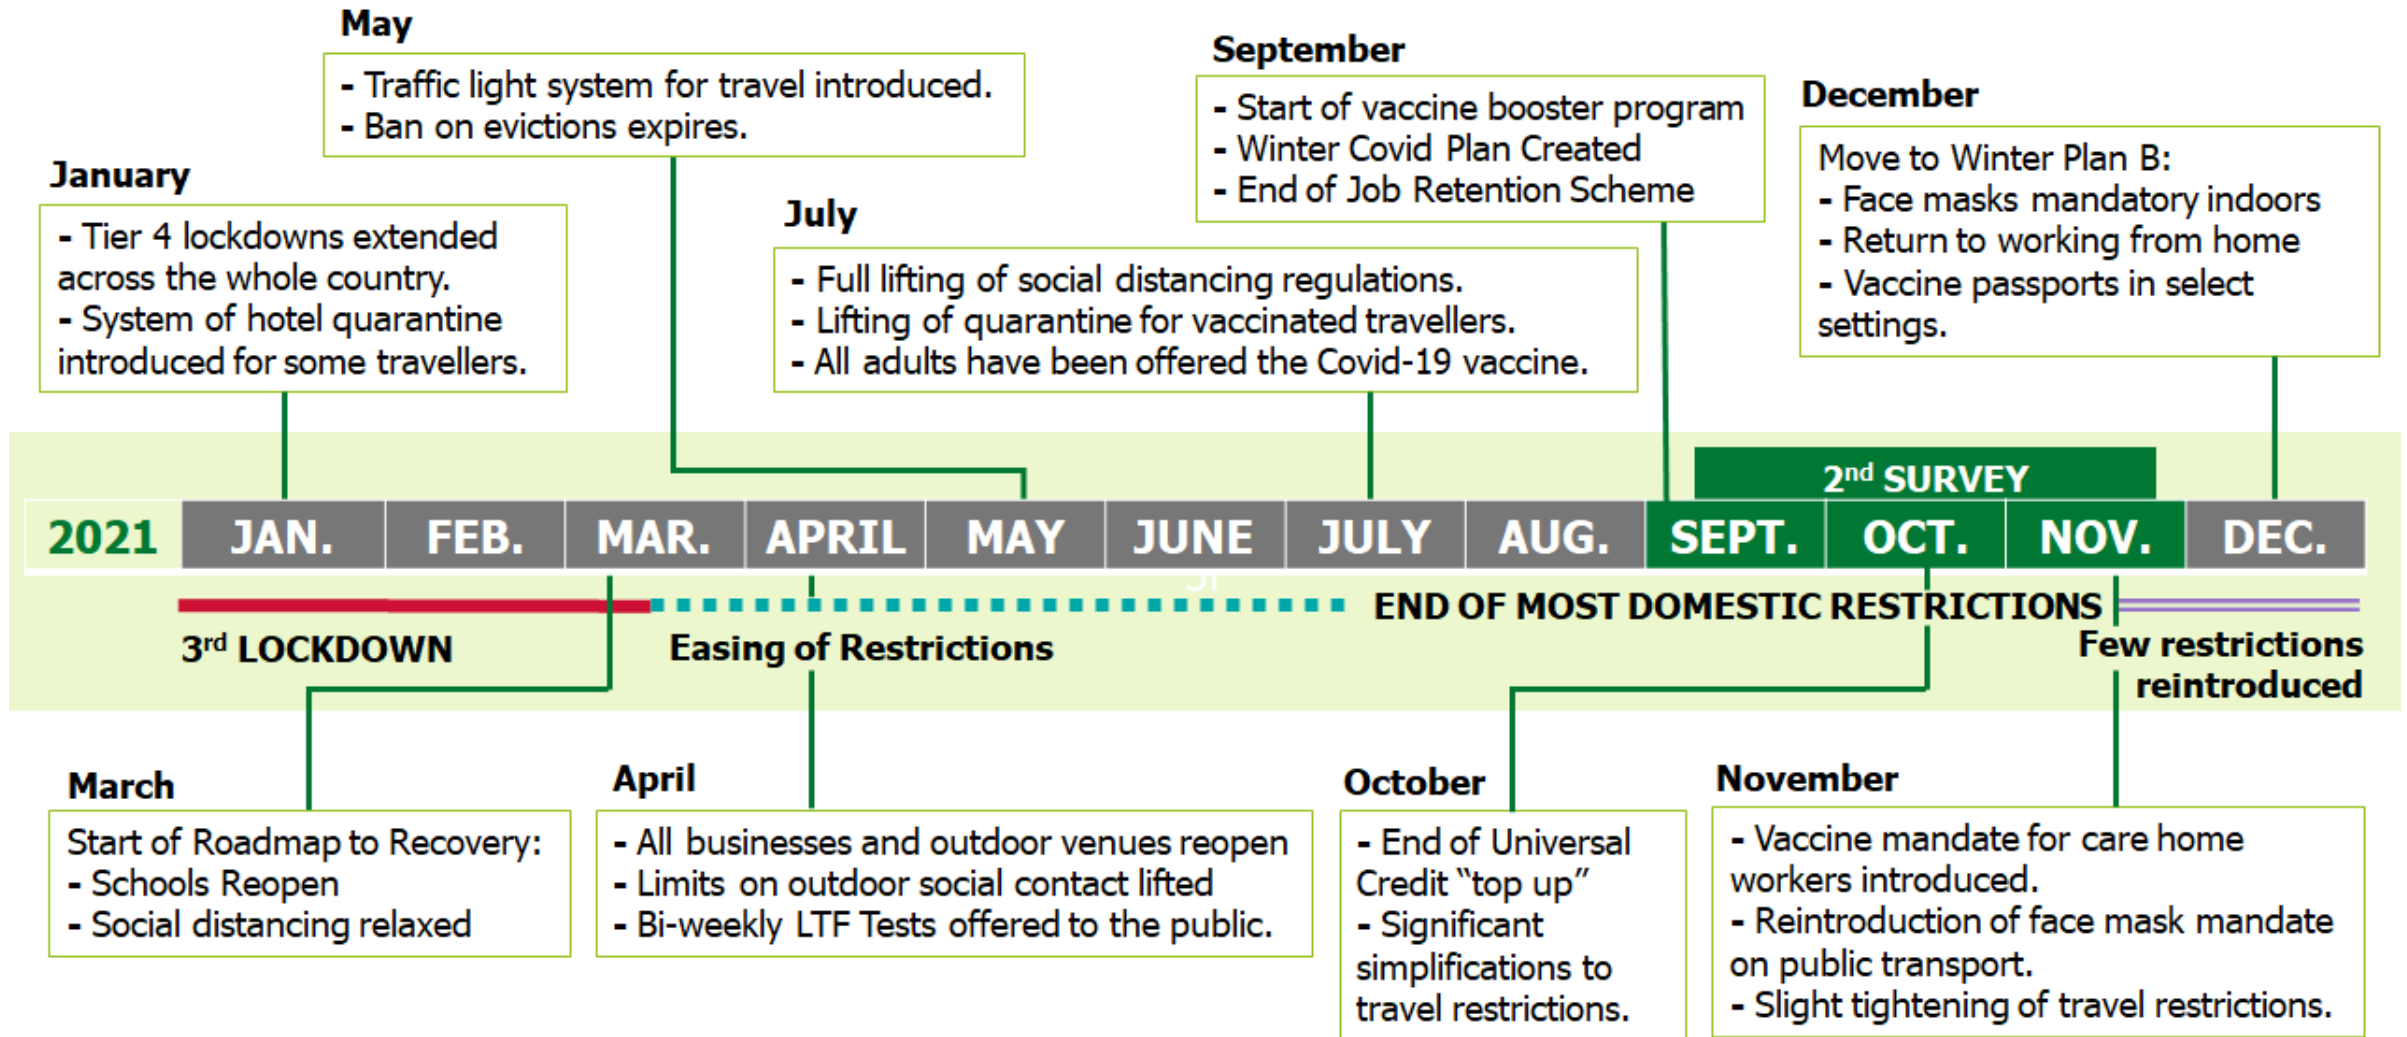 May
- Traffic light system for travel introduced.
- Ban on evictions expires.
September
- Start of vaccine booster program
- Winter Covid Plan Created
- End of Job Retention Scheme
December
Move to Winter Plan B:
- Face masks mandatory indoors
- Return to working from home
- Vaccine passports in select
settings.
January
- Tier 4 lockdowns extended
across the whole country.
- System of hotel quarantine
introduced for some travellers.
July
- Full lifting of social distancing regulations.
- Lifting of quarantine for vaccinated travellers.
- All adults have been offered the Covid-19 vaccine.
2nd SURVEY
2021 JAN. FEB. MAR. APRIL MAY JUNE JULY AUG. SEPT. OCT. NOV. DEC.
END OF MOST DOMESTIC RESTRICTIONS
3rd LOCKDOWN
Easing of Restrictions
Few restrictions
reintroduced
March
Start of Roadmap to Recovery:
- Schools Reopen
- Social distancing relaxed
April
- All businesses and outdoor venues reopen
- Limits on outdoor social contact lifted
- Bi-weekly LTF Tests offered to the public.
October
- End of Universal
Credit “top up”
- Significant
simplifications to
travel restrictions.
November
- Vaccine mandate for care home
workers introduced.
- Reintroduction of face mask mandate
on public transport.
- Slight tightening of travel restrictions.